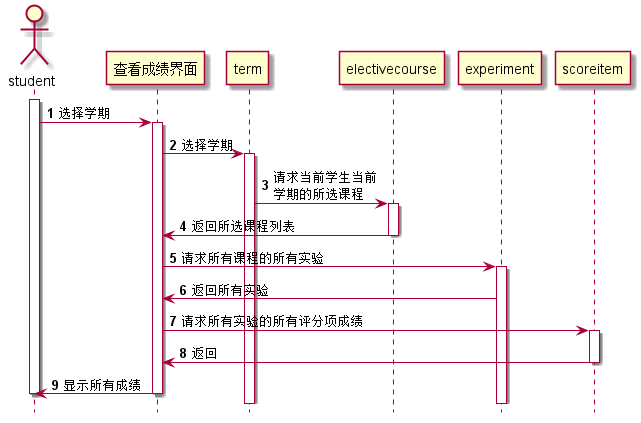 student
查看成绩界面
term
electivecourse
experiment
scoreitem
1 选择学期
2 选择学期
3 请求当前学生当前
学期的所选课程
4 返回所选课程列表
5 请求所有课程的所有实验
6 返回所有实验
7 请求所有实验的所有评分项成绩
8 返回
9 显示所有成绩